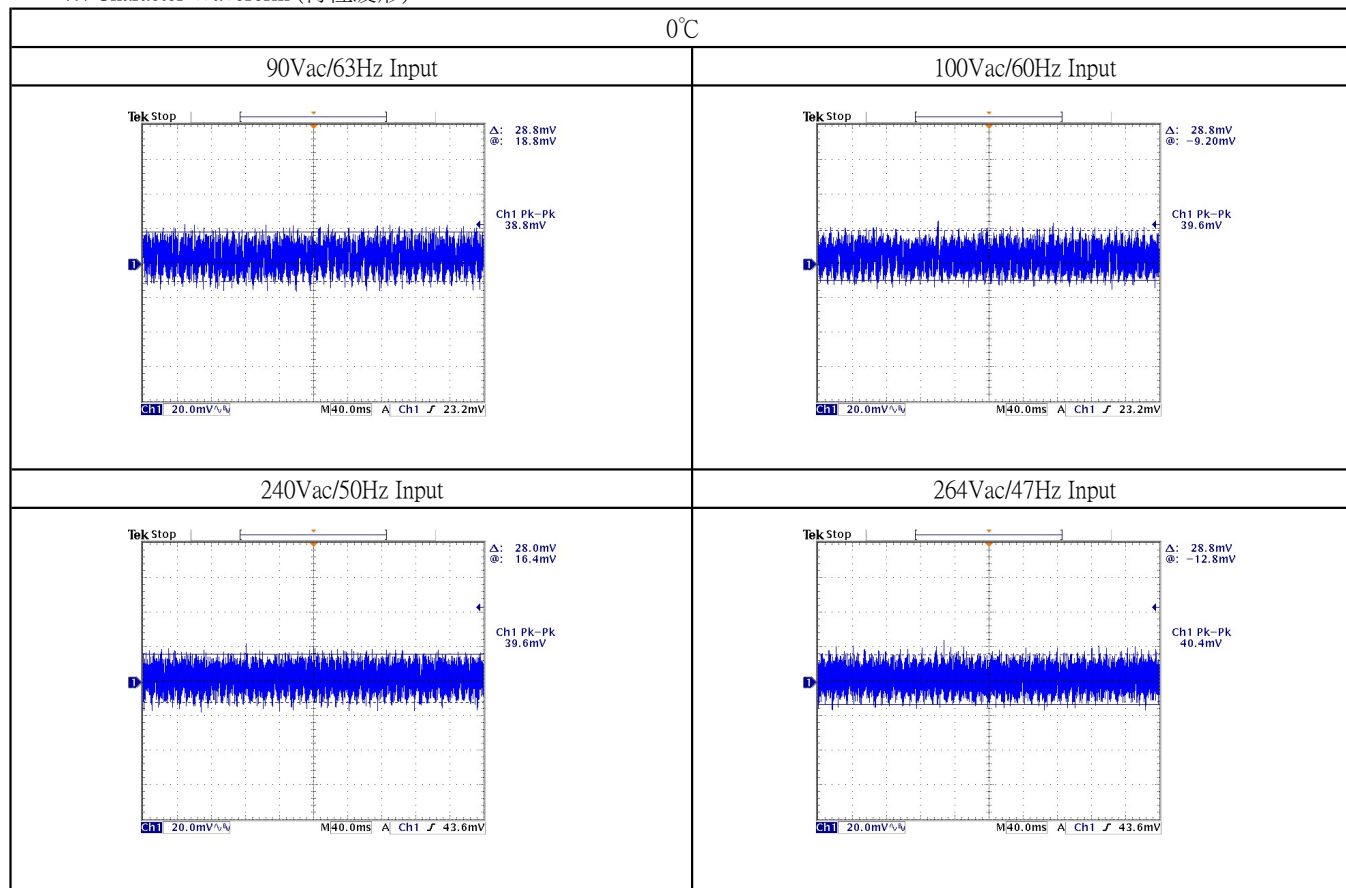 0℃
90Vac/63Hz Input
100Vac/60Hz Input
Tek Stop
Δ: 28.8mV
@: 18.8mV
Ch1 Pk-Pk
38.8mV
1
Ch1 20.0mV M 40.0ms A Ch1 23.2mV
Tek Stop
Δ: 28.8mV
@: -9.20mV
Ch1 Pk-Pk
39.6mV
1
Ch1 20.0mV M 40.0ms A Ch1 23.2mV
240Vac/50Hz Input
264Vac/47Hz Input
Tek Stop
Δ: 28.0mV
@: 16.4mV
Ch1 Pk-Pk
39.6mV
1
Ch1 20.0mV M 40.0ms A Ch1 43.6mV
Tek Stop
Δ: 28.8mV
@: -12.8mV
Ch1 Pk-Pk
40.4mV
1
Ch1 20.0mV M 40.0ms A Ch1 43.6mV